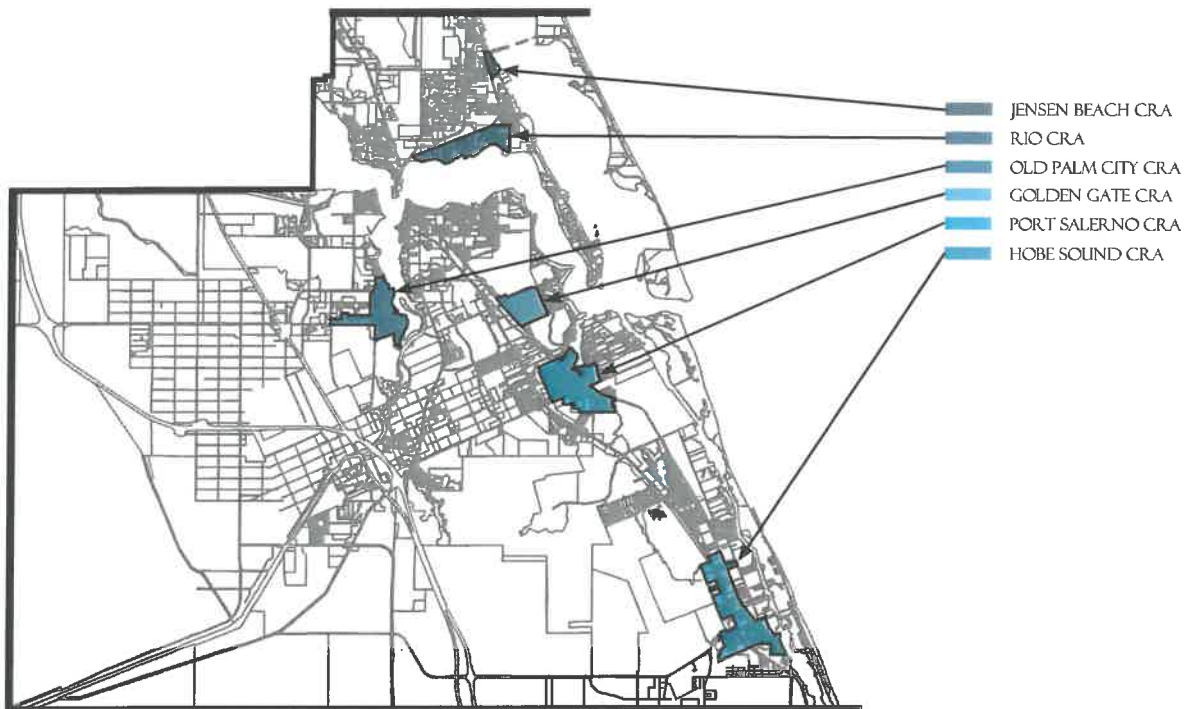 JENSEN BEACH CRA
RIO CRA
OLD PALM CITY CRA
GOLDEN GATE CRA
PORT SALERNO CRA
HOBE SOUND CRA